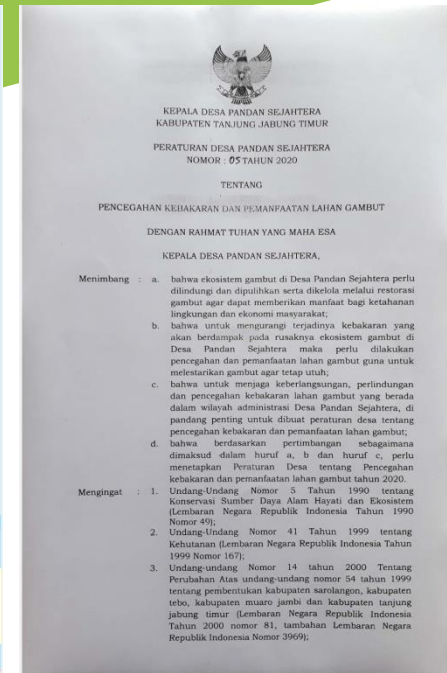 KEPALA DESA PANDAN SEJAHTERA
KABUPATEN TANJUNG JABUNG TIMUR
PERATURAN DESA PANDAN SEJAHTERA
NOMOR : 05 TAHUN 2020
TENTANG
PENCEGAHAN KEBAKARAN DAN PEMANFAATAN LAHAN GAMBUT
DENGAN RAHMAT TUHAN YANG MAHA ESA
KEPALA DESA PANDAN SEJAHTERA,
Menimbang : a. bahwa ekosistem gambut di Desa Pandan Sejahtera perlu
dilindungi dan dipulihkan serta dikelola melalui restorasi
gambut agar dapat memberikan manfaat bagi ketahanan
lingkungan dan ekonomi masyarakat;
b. bahwa untuk mengurangi terjadinya kebakaran yang
akan berdampak pada rusaknya ekosistem gambut di
Desa Pandan Sejahtera maka perlu dilakukan
pencegahan dan pemanfaatan lahan gambut guna untuk
melestarikan gambut agar tetap utuh;
c. bahwa untuk menjaga keberlangsungan, perlindungan
dan pencegahan kebakaran lahan gambut yang berada
dalam wilayah administrasi Desa Pandan Sejahtera, di
pandang penting untuk dibuat peraturan desa tentang
pencegahan kebakaran dan pemanfaatan lahan gambut;
d. bahwa berdasarkan pertimbangan sebagaimana
dimaksud dalam huruf a, b dan huruf c, perlu
menetapkan Peraturan Desa tentang Pencegahan
kebakaran dan pemanfaatan lahan gambut tahun 2020.
Mengingat : 1. Undang-Undang Nomor 5 Tahun 1990 tentang
Konservasi Sumber Daya Alam Hayati dan Ekosistem
(Lembaran Negara Republik Indonesia Tahun 1990
Nomor 49);
2. Undang-Undang Nomor 41 Tahun 1999 tentang
Kehutanan (Lembaran Negara Republik Indonesia Tahun
1999 Nomor 167);
3. Undang-undang Nomor 14 tahun 2000 Tentang
Perubahan Atas undang-undang nomor 54 tahun 1999
tentang pembentukan kabupaten sarolangon, kabupaten
tebo, kabupaten muaro jambi dan kabupaten tanjung
jabung timur (Lembaran Negara Republik Indonesia
Tahun 2000 nomor 81, tambahan Lembaran Negara
Republik Indonesia Nomor 3969);